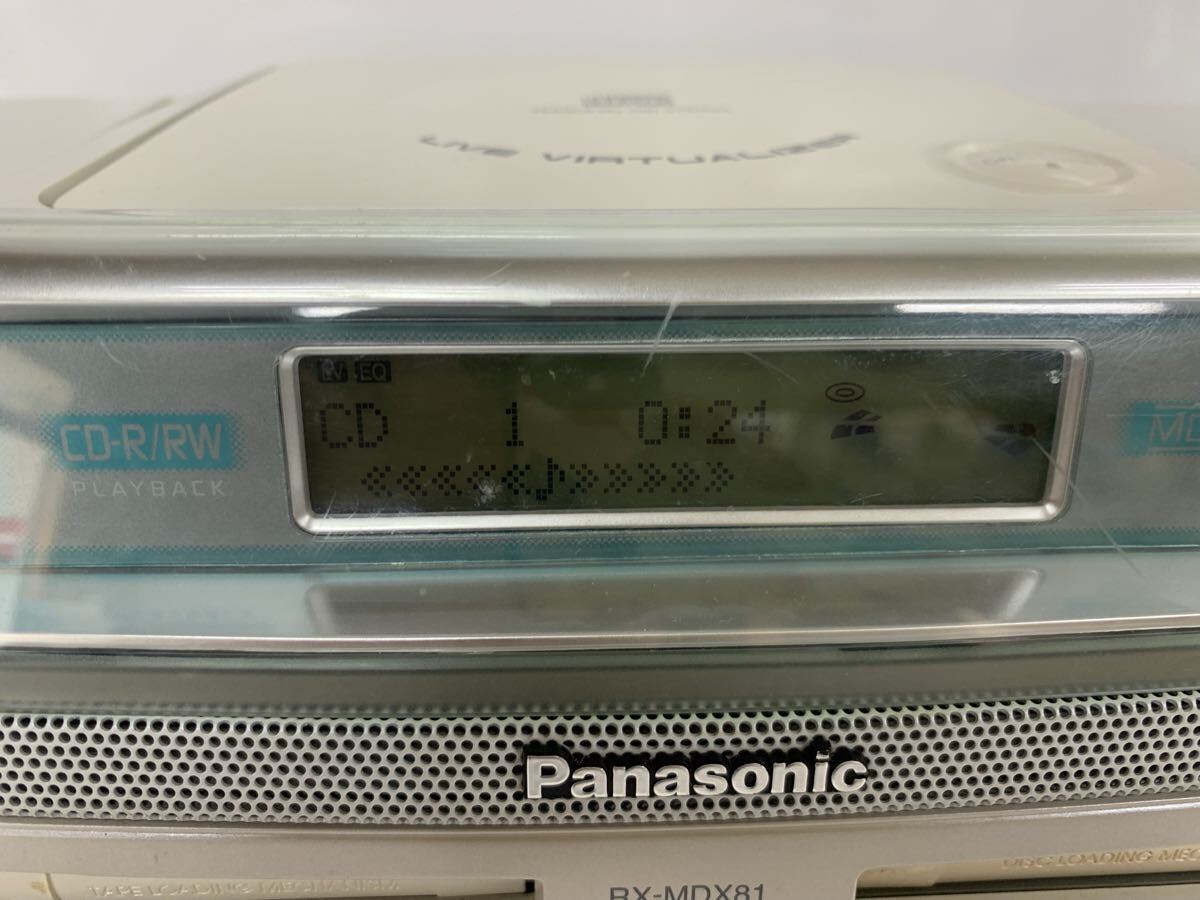 LIVE VIRTUALIZER
LV EQ
CD 1 0:24
CD-R/RW
PLAYBACK
Panasonic
TAPE LOADING MECHANISM
DISC LOADING MEC
RX-MDX81